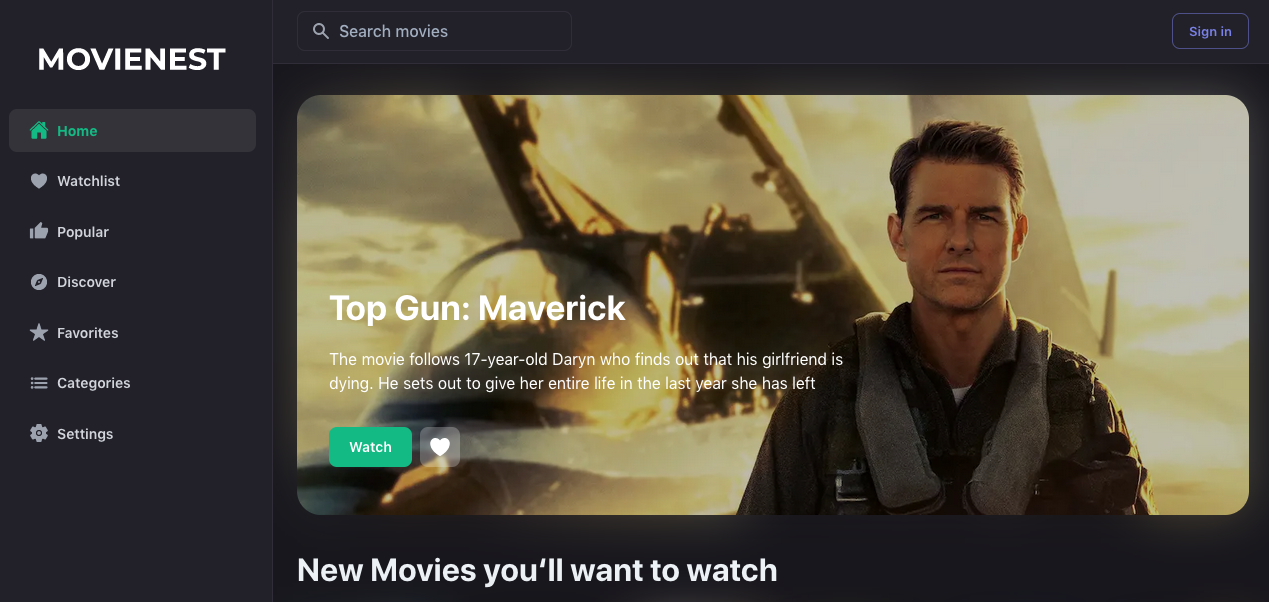 MOVIENEST
Search movies
Sign in
Home
Watchlist
Popular
Discover
Favorites
Categories
Settings
Top Gun: Maverick
The movie follows 17-year-old Daryn who finds out that his girlfriend is
dying. He sets out to give her entire life in the last year she has left
Watch
New Movies you‘ll want to watch